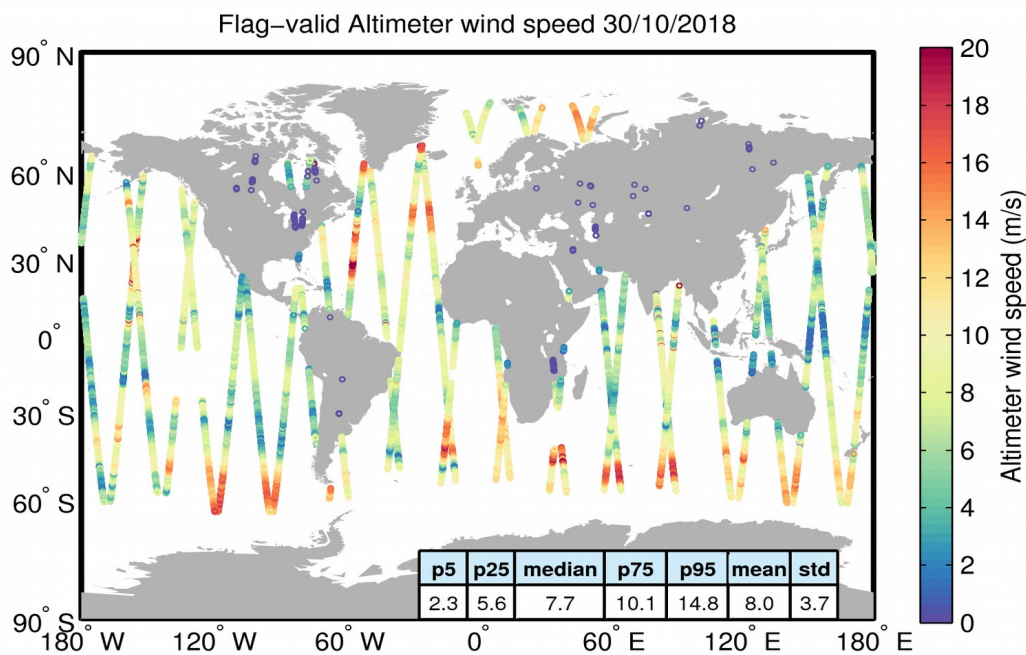 Flag−valid Altimeter wind speed 30/10/2018
90° N
60° N
30° N
0°
30° S
60° S
90° S
180° W
120° W
60° W
0°
60° E
120° E
180° E
p5 p25 median p75 p95 mean std
2.3 5.6 7.7 10.1 14.8 8.0 3.7
20
18
16
14
12
10
8
6
4
2
0
Altimeter wind speed (m/s)